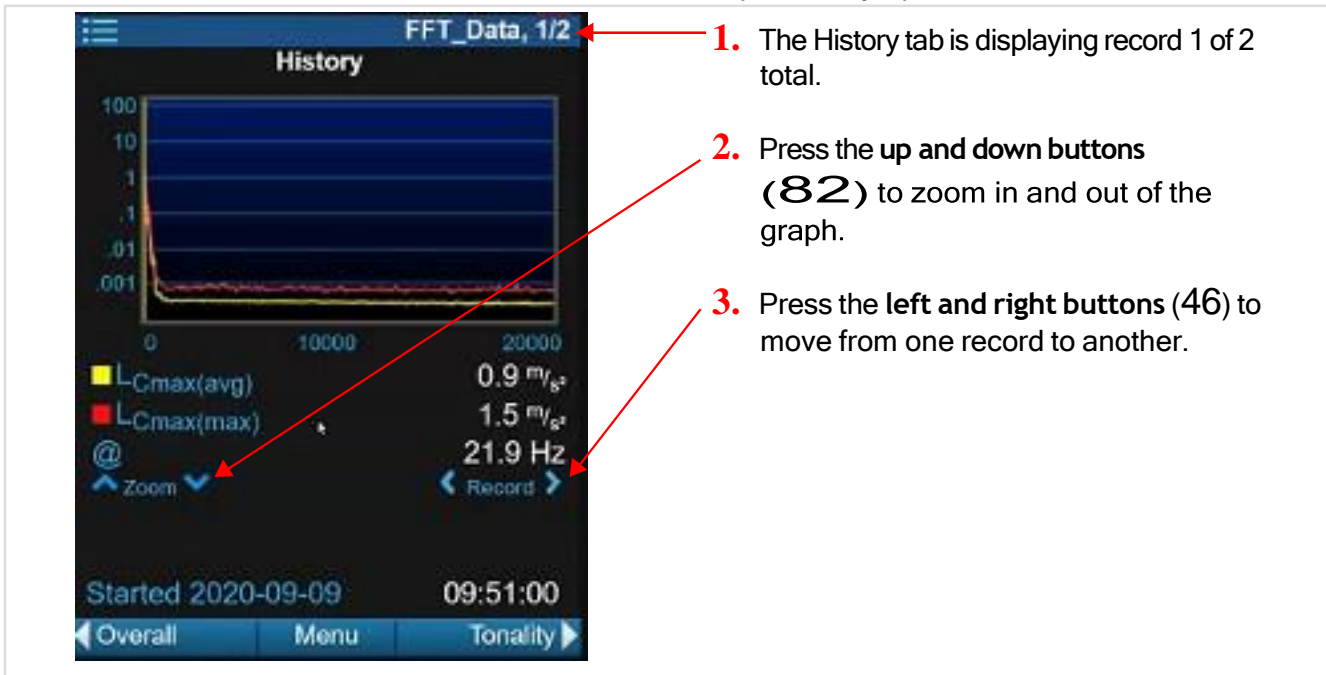 FFT_Data, 1/2
History
100
10
1
.1
.01
.001
0 10000 20000
LCmax(avg) 0.9 m/s²
LCmax(max) 1.5 m/s²
@ 21.9 Hz
Zoom Record
Started 2020-09-09 09:51:00
Overall Menu Tonality
1. The History tab is displaying record 1 of 2
total.
2. Press the up and down buttons
(82) to zoom in and out of the
graph.
3. Press the left and right buttons (46) to
move from one record to another.